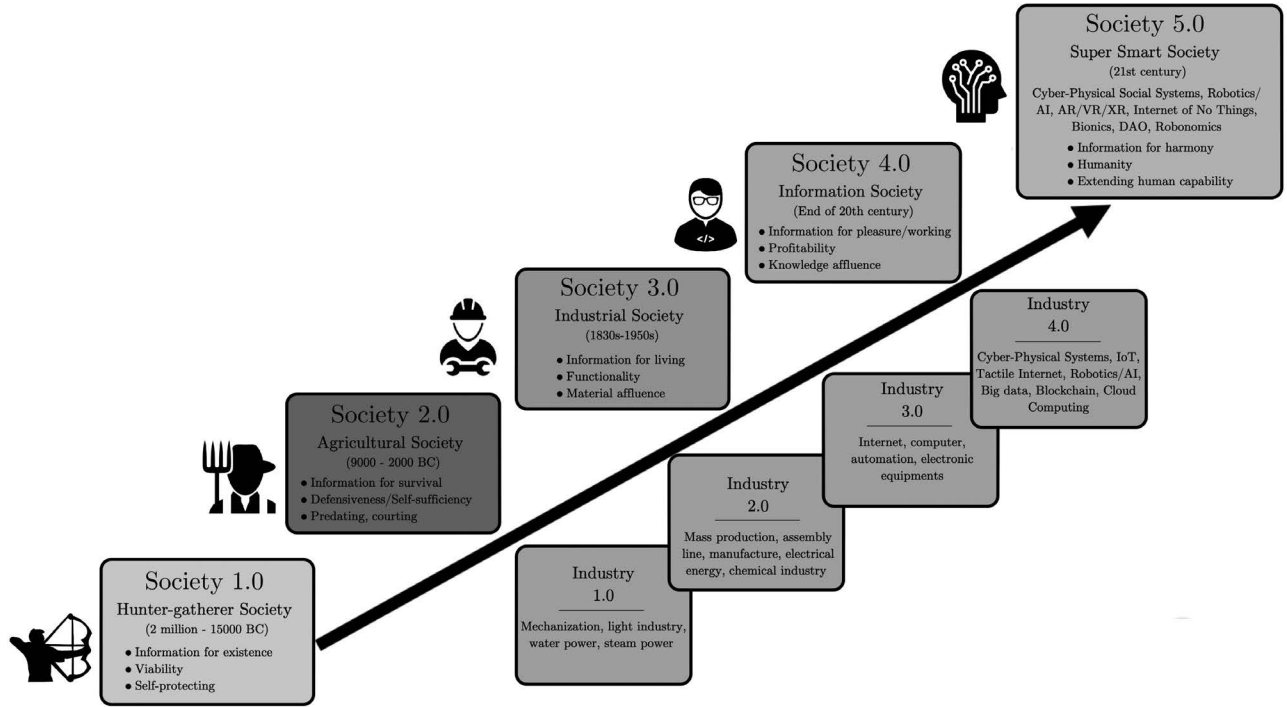 Society 5.0
Super Smart Society
(21st century)
Cyber-Physical Social Systems, Robotics/
AI, AR/VR/XR, Internet of No Things,
Bionics, DAO, Robonomics
• Information for harmony
• Humanity
• Extending human capability
Society 4.0
Information Society
(End of 20th century)
• Information for pleasure/working
• Profitability
• Knowledge affluence
</>
Society 3.0
Industrial Society
(1830s-1950s)
• Information for living
• Functionality
• Material affluence
Society 2.0
Agricultural Society
(9000 - 2000 BC)
• Information for survival
• Defensiveness/Self-sufficiency
• Predating, courting
Society 1.0
Hunter-gatherer Society
(2 million - 15000 BC)
• Information for existence
• Viability
• Self-protecting
Industry
1.0
Mechanization, light industry,
water power, steam power
Industry
2.0
Mass production, assembly
line, manufacture, electrical
energy, chemical industry
Industry
3.0
Internet, computer,
automation, electronic
equipments
Industry
4.0
Cyber-Physical Systems, IoT,
Tactile Internet, Robotics/AI,
Big data, Blockchain, Cloud
Computing